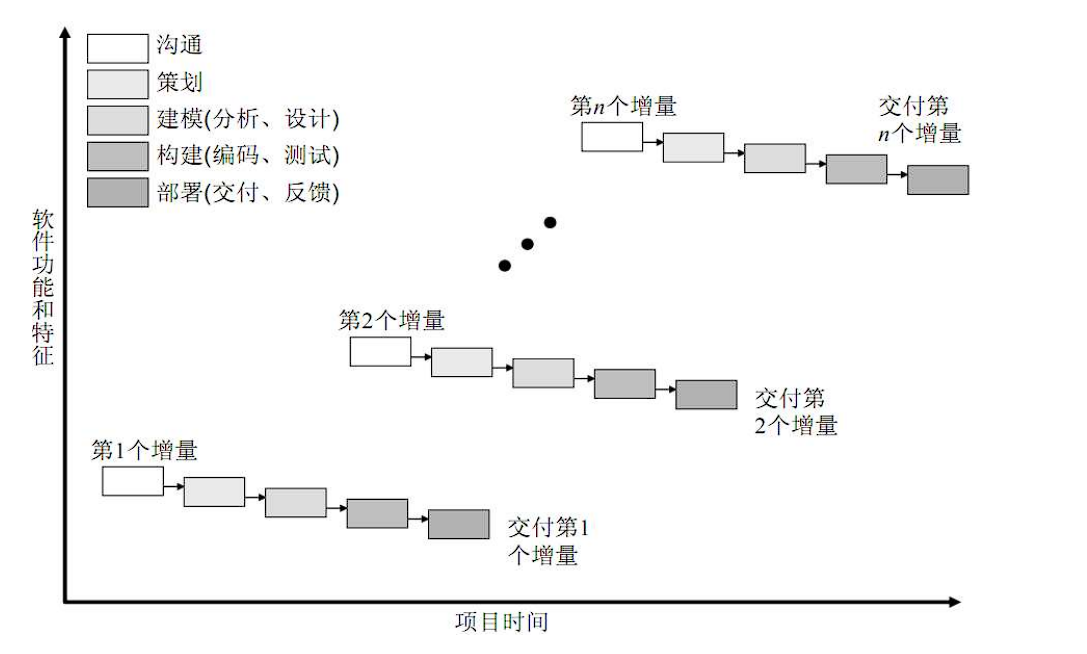 沟通
策划
建模(分析、设计)
构建(编码、测试)
部署(交付、反馈)
软件功能和特征
第n个增量
交付第
n个增量
第2个增量
交付第
2个增量
第1个增量
交付第1
个增量
项目时间